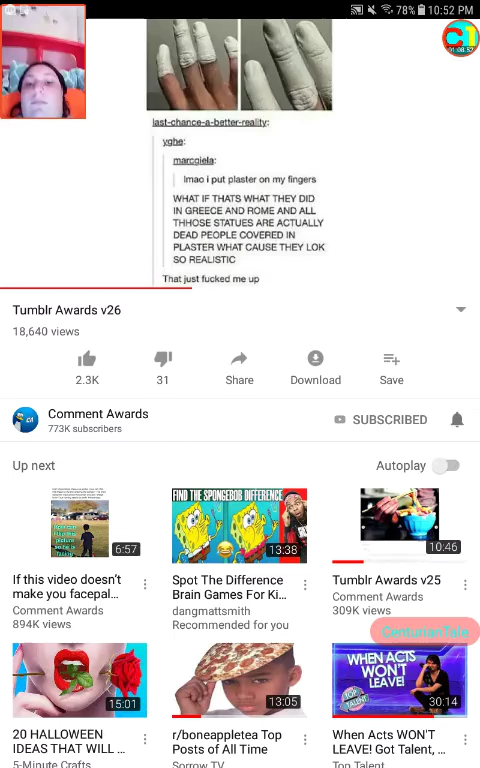 78% 10:52 PM
01:08:52
last-chance-a-better-reality:
yghe:
marcgiela:
lmao i put plaster on my fingers
WHAT IF THATS WHAT THEY DID
IN GREECE AND ROME AND ALL
THHOSE STATUES ARE ACTUALLY
DEAD PEOPLE COVERED IN
PLASTER WHAT CAUSE THEY LOK
SO REALISTIC
That just fucked me up
Tumblr Awards v26
18,640 views
2.3K 31 Share Download Save
Comment Awards
773K subscribers
SUBSCRIBED
Up next
Autoplay
6:57
If this video doesn't
make you facepal...
Comment Awards
894K views
FIND THE SPONGEBOB DIFFERENCE
13:38
Spot The Difference
Brain Games For Ki...
dangmattsmith
Recommended for you
10:46
Tumblr Awards v25
Comment Awards
309K views
CenturianTale
15:01
20 HALLOWEEN
IDEAS THAT WILL ...
5-Minute Crafts
13:05
r/boneappletea Top
Posts of All Time
Sorrow TV
WHEN ACTS
WON'T
LEAVE!
TOP TALENT
30:14
When Acts WON'T
LEAVE! Got Talent, ...
Top Talent